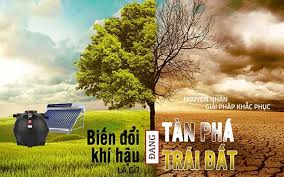 NGUYÊN NHÂN
GIẢI PHÁP KHẮC PHỤC
Biến đổi
khí hậu
LÀ GÌ?
ĐANG
TÀN PHÁ
TRÁI ĐẤT